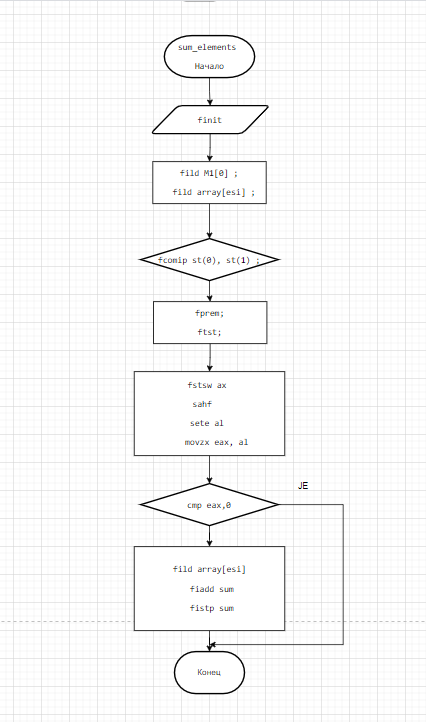 sum_elements
Начало
finit
fild M1[0] ;
fild array[esi] ;
fcomip st(0), st(1) ;
fprem;
ftst;
fstsw ax
sahf
sete al
movzx eax, al
JE
cmp eax,0
fild array[esi]
fiadd sum
fistp sum
Конец